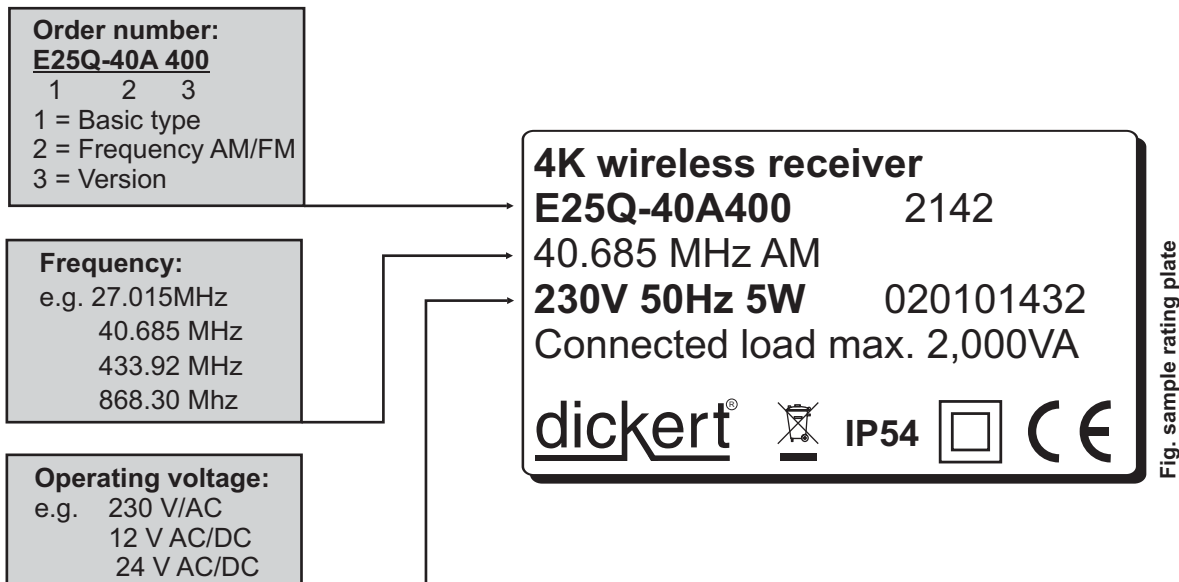 Order number:
E25Q-40A 400
1 2 3
1 = Basic type
2 = Frequency AM/FM
3 = Version
Frequency:
e.g. 27.015MHz
40.685 MHz
433.92 MHz
868.30 Mhz
Operating voltage:
e.g. 230 V/AC
12 V AC/DC
24 V AC/DC
4K wireless receiver
E25Q-40A400 2142
40.685 MHz AM
230V 50Hz 5W 020101432
Connected load max. 2,000VA
dickert® IP54 CE
Fig. sample rating plate